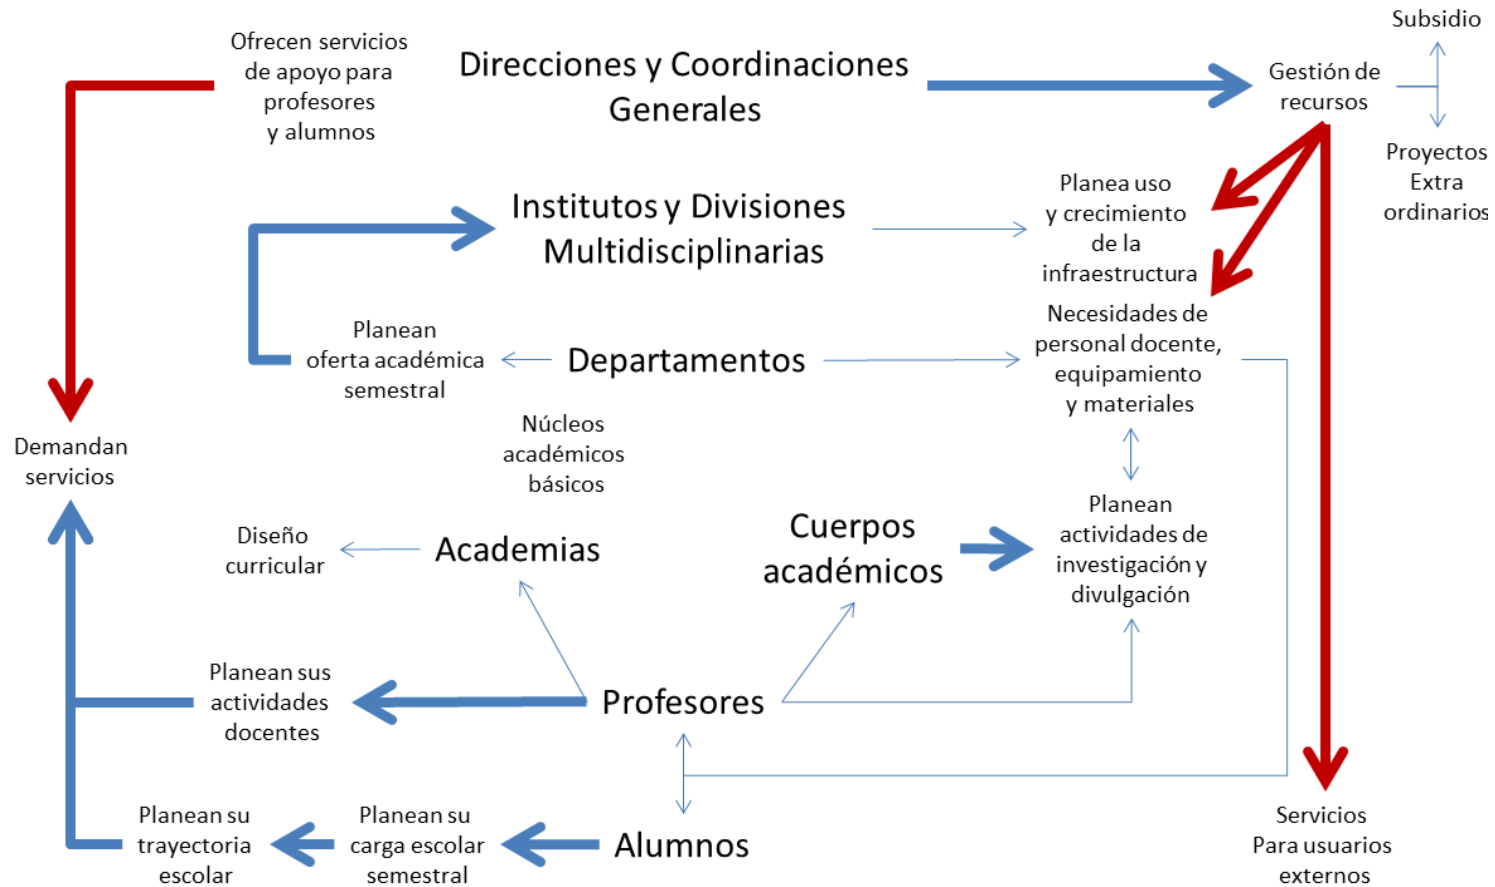 Subsidio
Ofrecen servicios
de apoyo para
profesores
y alumnos
Direcciones y Coordinaciones
Generales
Gestión de
recursos
Proyectos
Extra
ordinarios
Institutos y Divisiones
Multidisciplinarias
Planea uso
y crecimiento
de la
infraestructura
Planean
oferta académica
semestral
Departamentos
Necesidades de
personal docente,
equipamiento
y materiales
Demandan
servicios
Núcleos
académicos
básicos
Diseño
curricular
Academias
Cuerpos
académicos
Planean
actividades de
investigación y
divulgación
Planean sus
actividades
docentes
Profesores
Planean su
trayectoria
escolar
Planean su
carga escolar
semestral
Alumnos
Servicios
Para usuarios
externos